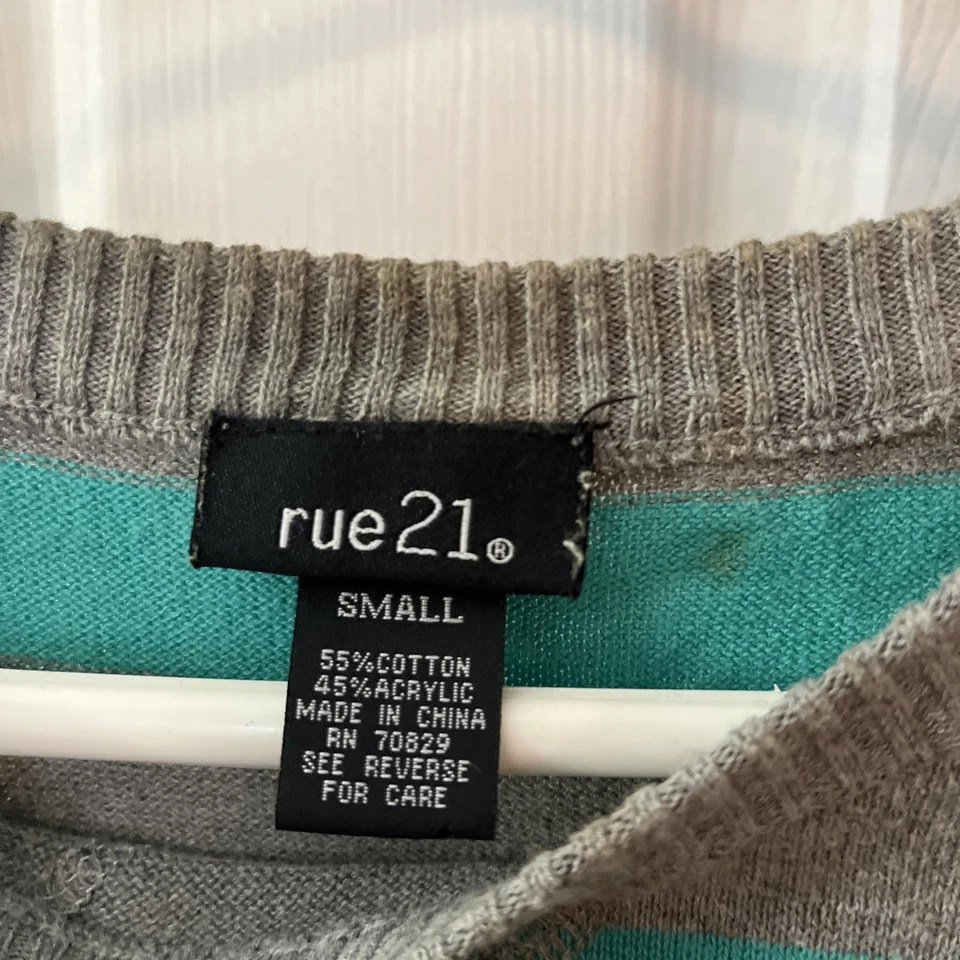 rue21®
SMALL
55%COTTON
45%ACRYLIC
MADE IN CHINA
RN 70829
SEE REVERSE
FOR CARE